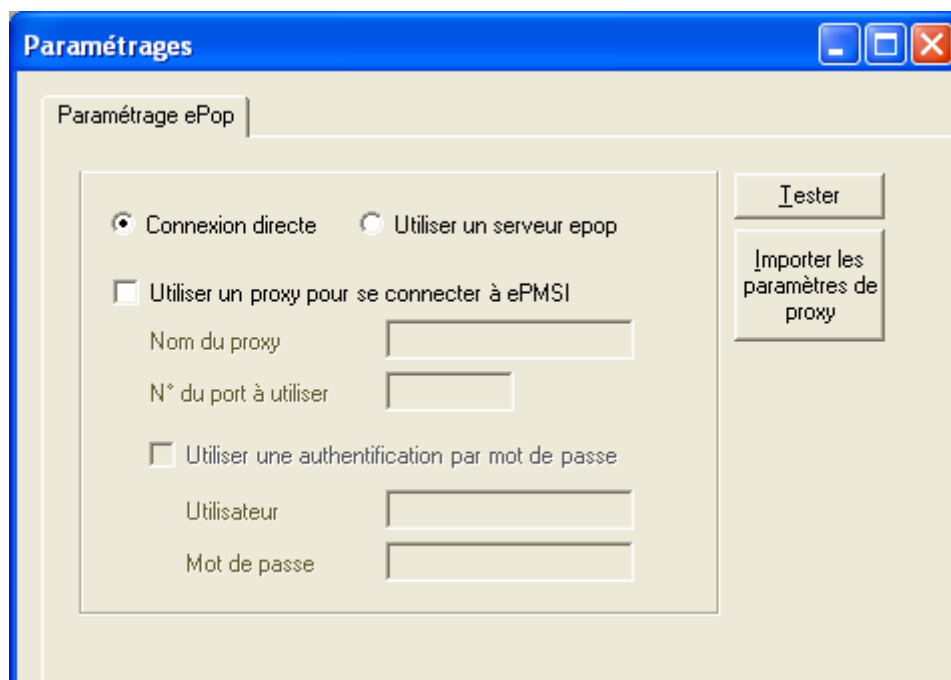 Paramétrages
Paramétrage ePop
Connexion directe
Utiliser un serveur epop
Tester
Importer les
paramètres de
proxy
Utiliser un proxy pour se connecter à ePMSI
Nom du proxy
N° du port à utiliser
Utiliser une authentification par mot de passe
Utilisateur
Mot de passe